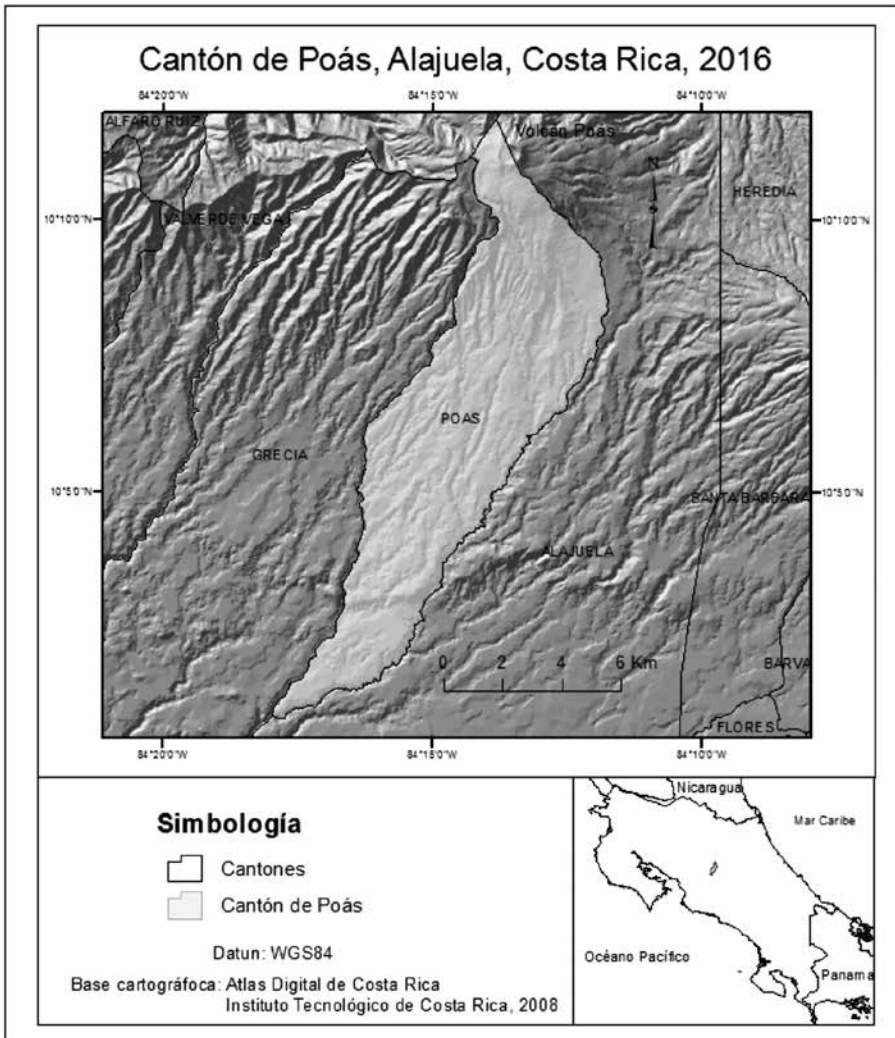 Cantón de Poás, Alajuela, Costa Rica, 2016
84°20'0"W 84°15'0"W 84°10'0"W
ALFARO RUIZ
Volcán Poás
N
HEREDIA
10°10'0"N VALVERDE VEGA 10°10'0"N
POAS
GRECIA
10°5'0"N 10°5'0"N
SANTA BARBARA
ALAJUELA
0 2 4 6 Km
BARVA
FLORES
84°20'0"W 84°15'0"W 84°10'0"W
Simbología
Cantones
Cantón de Poás
Datun: WGS84
Base cartográfoca: Atlas Digital de Costa Rica
Instituto Tecnológico de Costa Rica, 2008
Nicaragua
Mar Caribe
Océano Pacífico
Panama